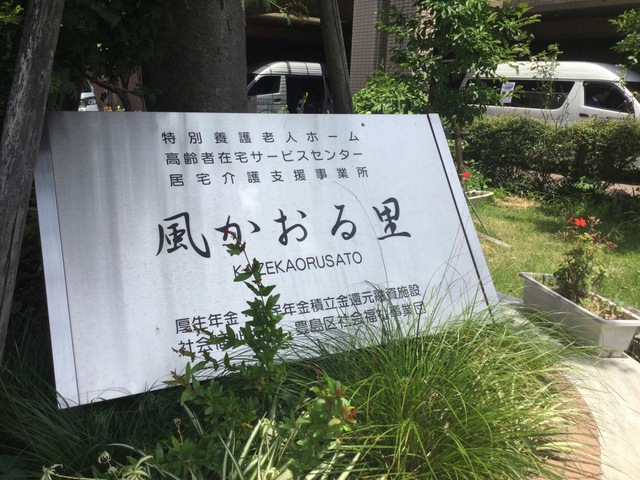 特別養護老人ホーム
高齢者在宅サービスセンター
居宅介護支援事業所
風かおる里
KAZEKAORUSATO
厚生年金 年金積立金還元融資施設
社会福 豊島区社会福祉事業団